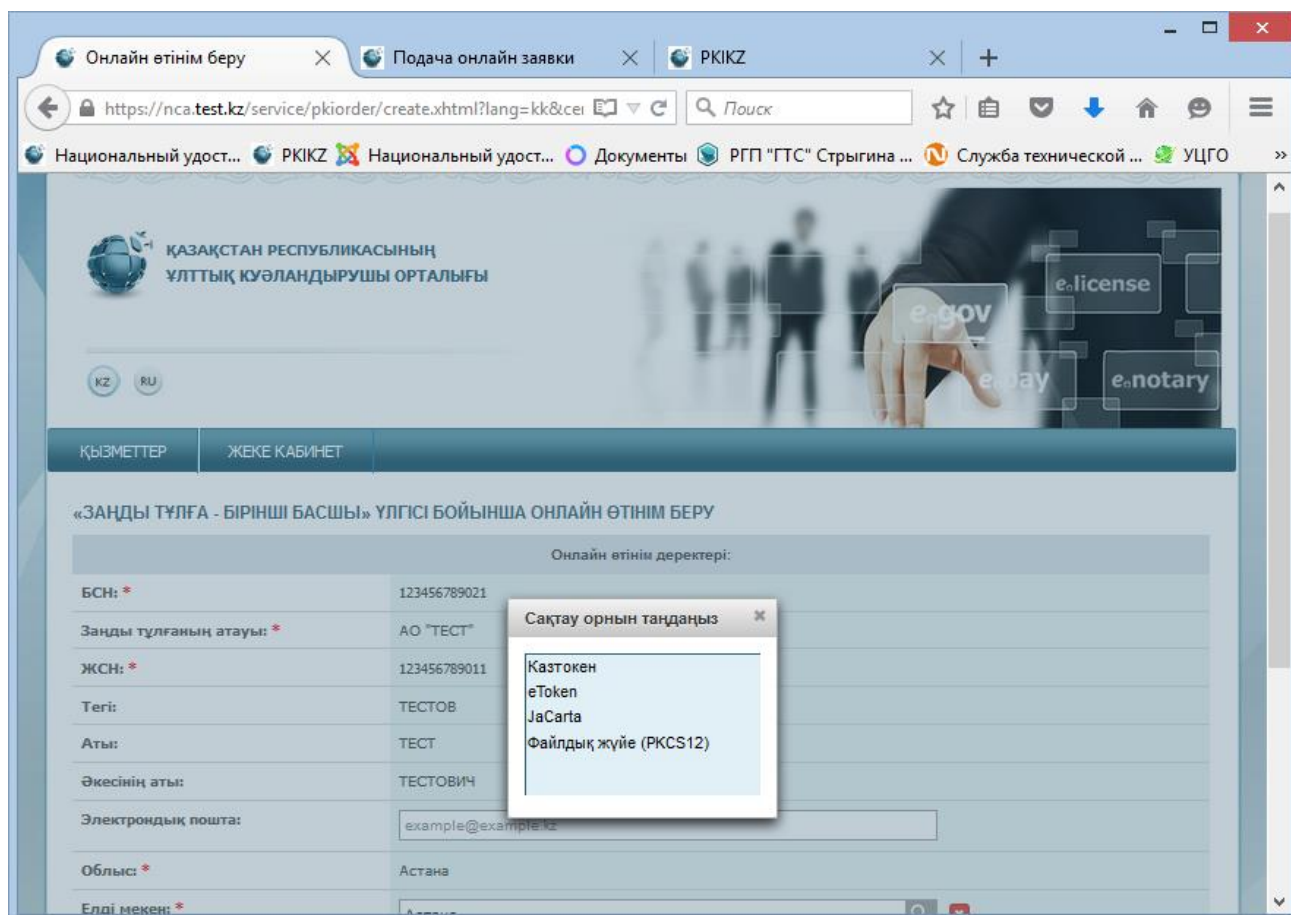 Онлайн өтінім беру
Подача онлайн заявки
PKIKZ
https://nca.test.kz/service/pkiorder/create.xhtml?lang=kk&cei
Поиск
Национальный удост...
PKIKZ
Национальный удост...
Документы
РГП "ГТС" Стрыгина ...
Служба технической ...
УЦГО
ҚАЗАҚСТАН РЕСПУБЛИКАСЫНЫҢ
ҰЛТТЫҚ КУӘЛАНДЫРУШЫ ОРТАЛЫҒЫ
e.license
e.gov
e.pay
e.notary
KZ RU
ҚЫЗМЕТТЕР
ЖЕКЕ КАБИНЕТ
«ЗАҢДЫ ТҰЛҒА - БІРІНШІ БАСШЫ» ҮЛГІСІ БОЙЫНША ОНЛАЙН ӨТІНІМ БЕРУ
Онлайн өтінім деректері:
БСН: * 123456789021
Заңды тұлғаның атауы: * АО "ТЕСТ"
ЖСН: * 123456789011
Тегі: ТЕСТОВ
Аты: ТЕСТ
Әкесінің аты: ТЕСТОВИЧ
Электрондық пошта: example@example.kz
Облыс: * Астана
Елді мекен: * Астана
Сақтау орнын таңдаңыз
Казтокен
eToken
JaCarta
Файлдық жүйе (PKCS12)